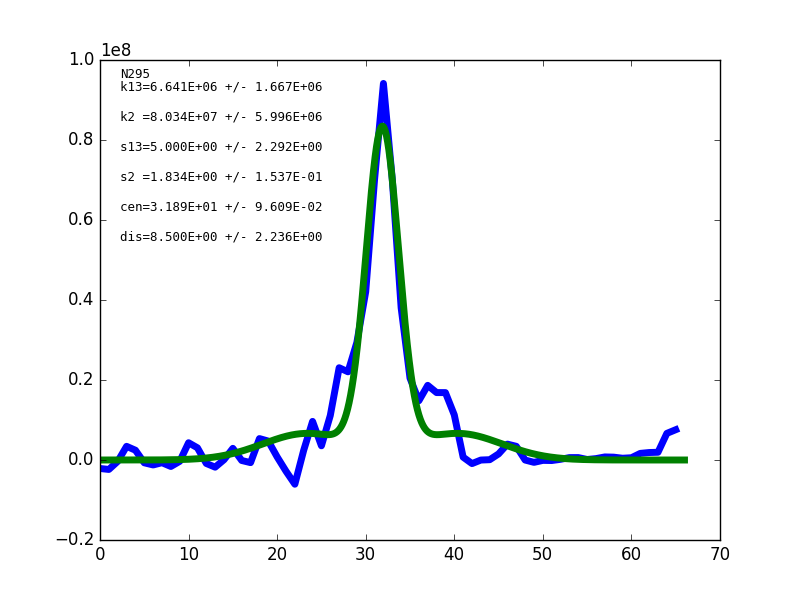 1e8
N295
k13=6.641E+06 +/- 1.667E+06
k2 =8.034E+07 +/- 5.996E+06
s13=5.000E+00 +/- 2.292E+00
s2 =1.834E+00 +/- 1.537E-01
cen=3.189E+01 +/- 9.609E-02
dis=8.500E+00 +/- 2.236E+00
1.0
0.8
0.6
0.4
0.2
0.0
−0.2
0 10 20 30 40 50 60 70